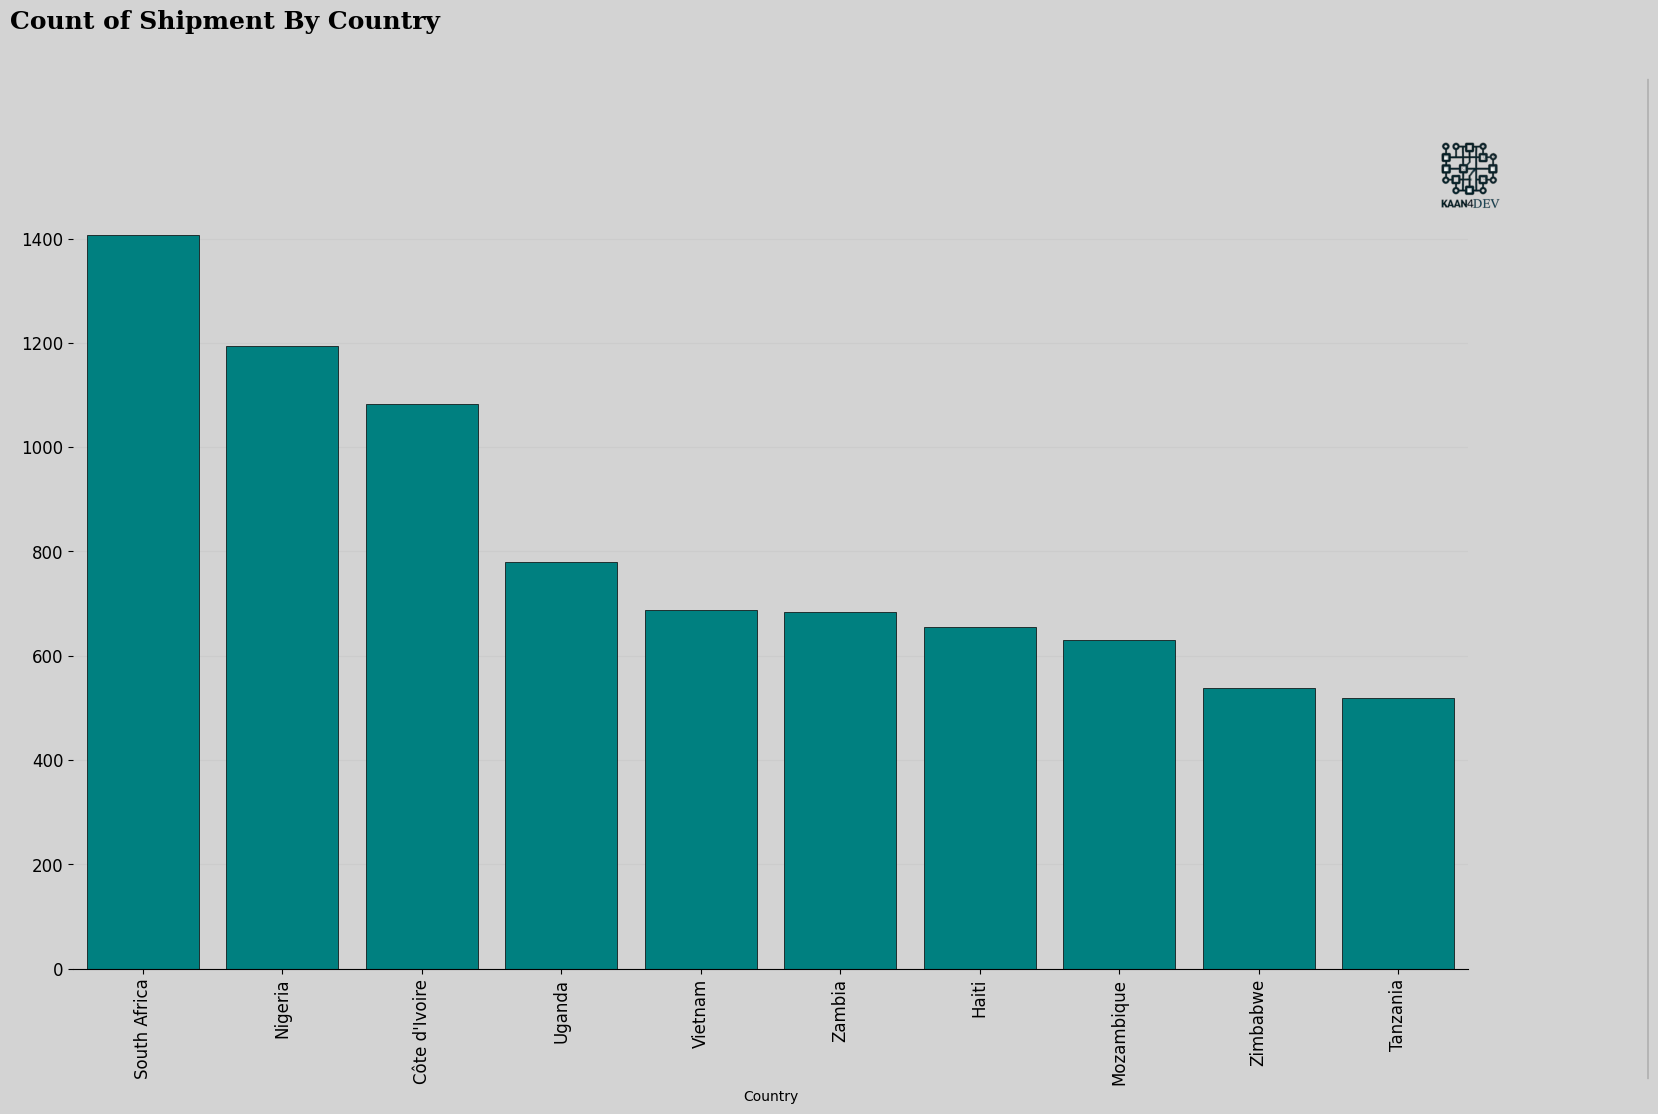 Count of Shipment By Country
KAAN4DEV
1400
1200
1000
800
600
400
200
0
South Africa
Nigeria
Côte d'Ivoire
Uganda
Vietnam
Zambia
Haiti
Mozambique
Zimbabwe
Tanzania
Country